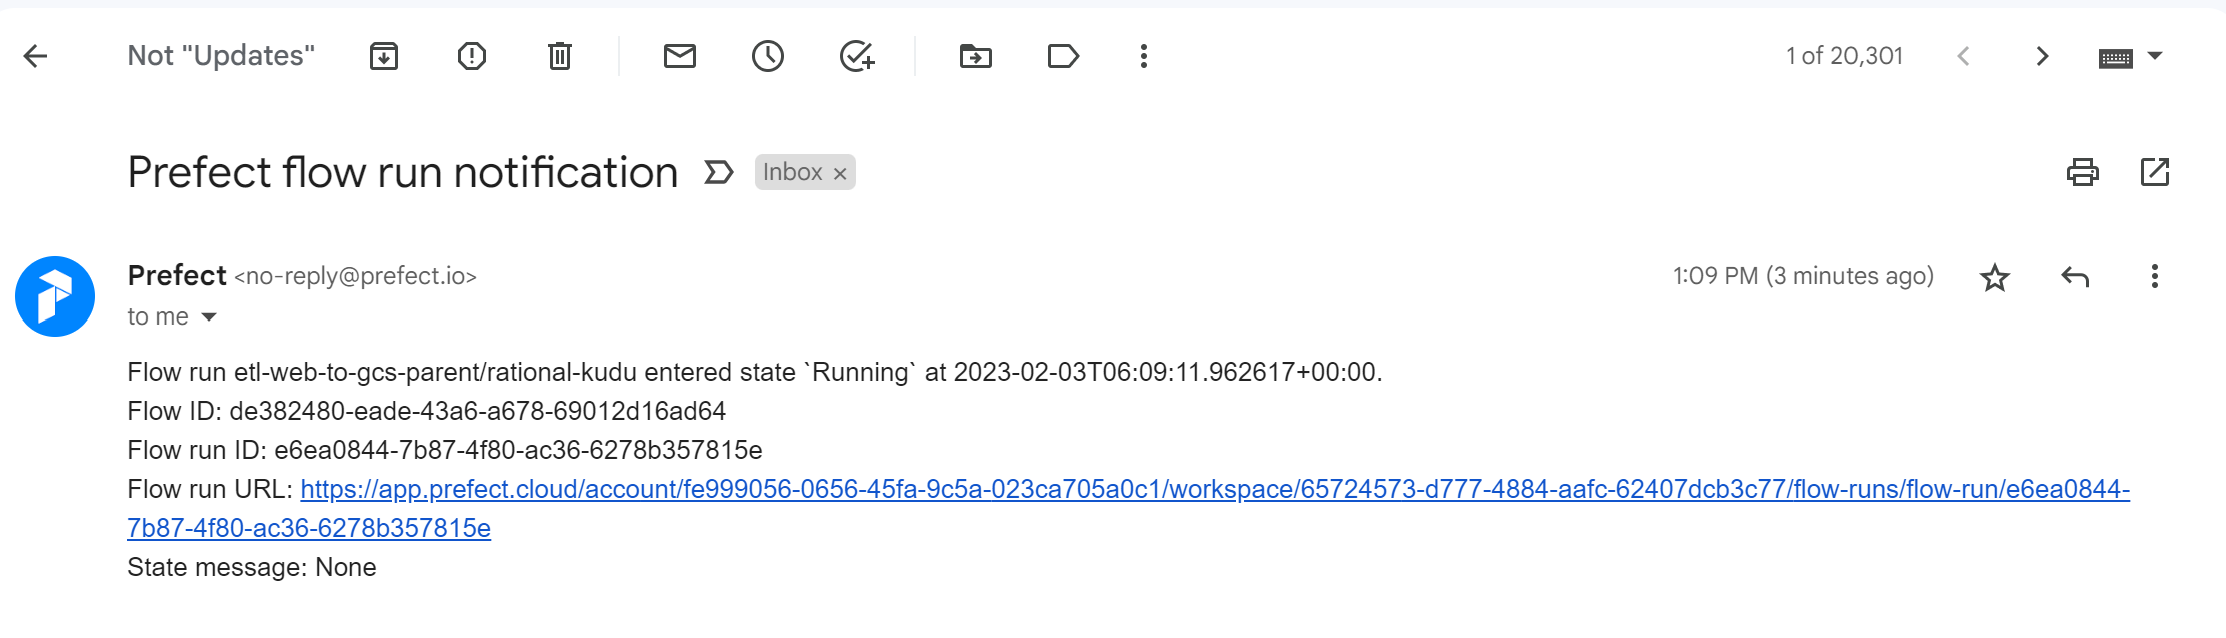 Not "Updates"
1 of 20,301
Prefect flow run notification
Inbox ×
Prefect <no-reply@prefect.io>
1:09 PM (3 minutes ago)
to me
Flow run etl-web-to-gcs-parent/rational-kudu entered state `Running` at 2023-02-03T06:09:11.962617+00:00.
Flow ID: de382480-eade-43a6-a678-69012d16ad64
Flow run ID: e6ea0844-7b87-4f80-ac36-6278b357815e
Flow run URL: https://app.prefect.cloud/account/fe999056-0656-45fa-9c5a-023ca705a0c1/workspace/65724573-d777-4884-aafc-62407dcb3c77/flow-runs/flow-run/e6ea0844-
7b87-4f80-ac36-6278b357815e
State message: None